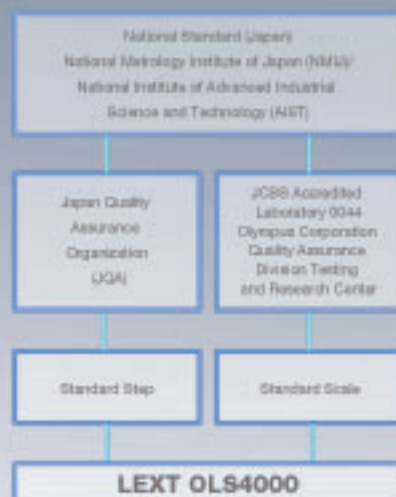 National Standard (Japan)
National Metrology Institute of Japan (NMIJ)/
National Institute of Advanced Industrial
Science and Technology (AIST)
Japan Quality
Assurance
Organization
(JQA)
JCSS Accredited
Laboratory 0044
Olympus Corporation
Quality Assurance
Division Testing
and Research Center
Standard Step
Standard Scale
LEXT OLS4000